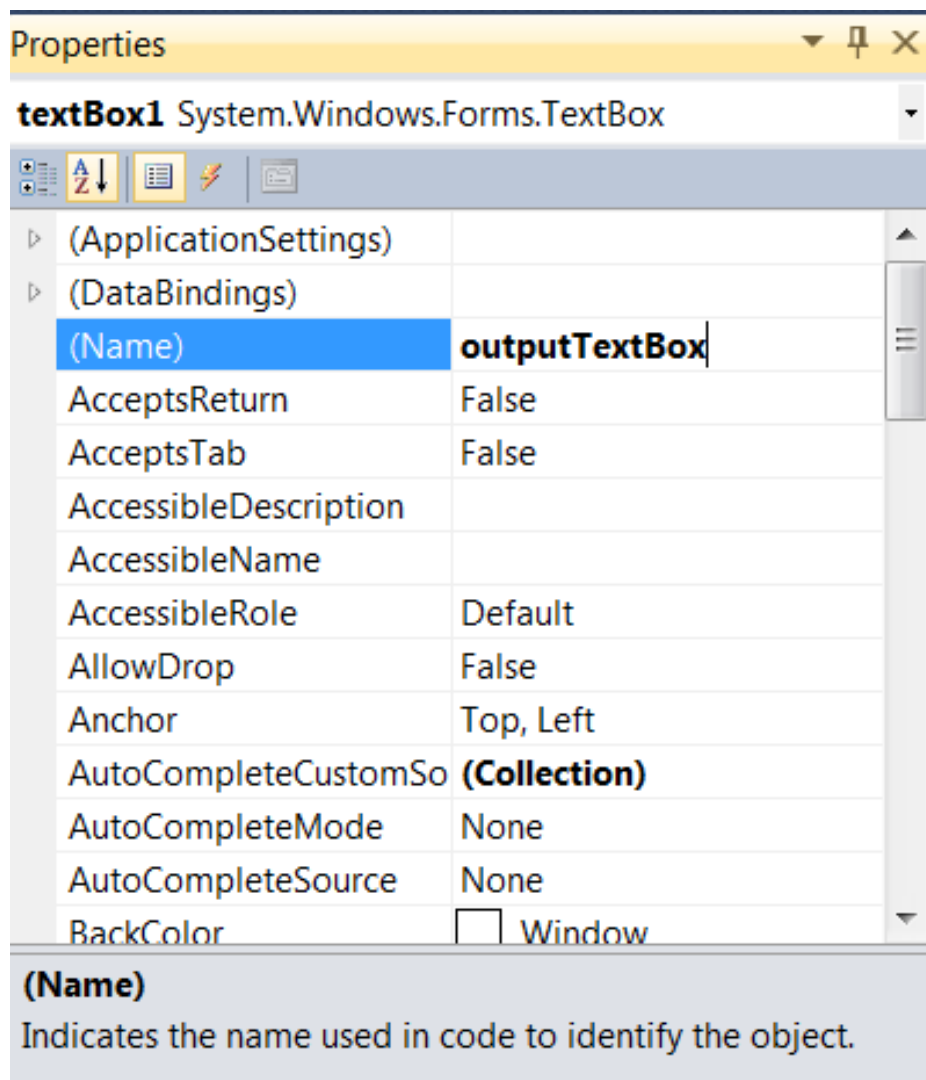 Properties
textBox1 System.Windows.Forms.TextBox
A
Z
(ApplicationSettings)
(DataBindings)
(Name) outputTextBox
AcceptsReturn False
AcceptsTab False
AccessibleDescription
AccessibleName
AccessibleRole Default
AllowDrop False
Anchor Top, Left
AutoCompleteCustomSo (Collection)
AutoCompleteMode None
AutoCompleteSource None
BackColor Window
(Name)
Indicates the name used in code to identify the object.